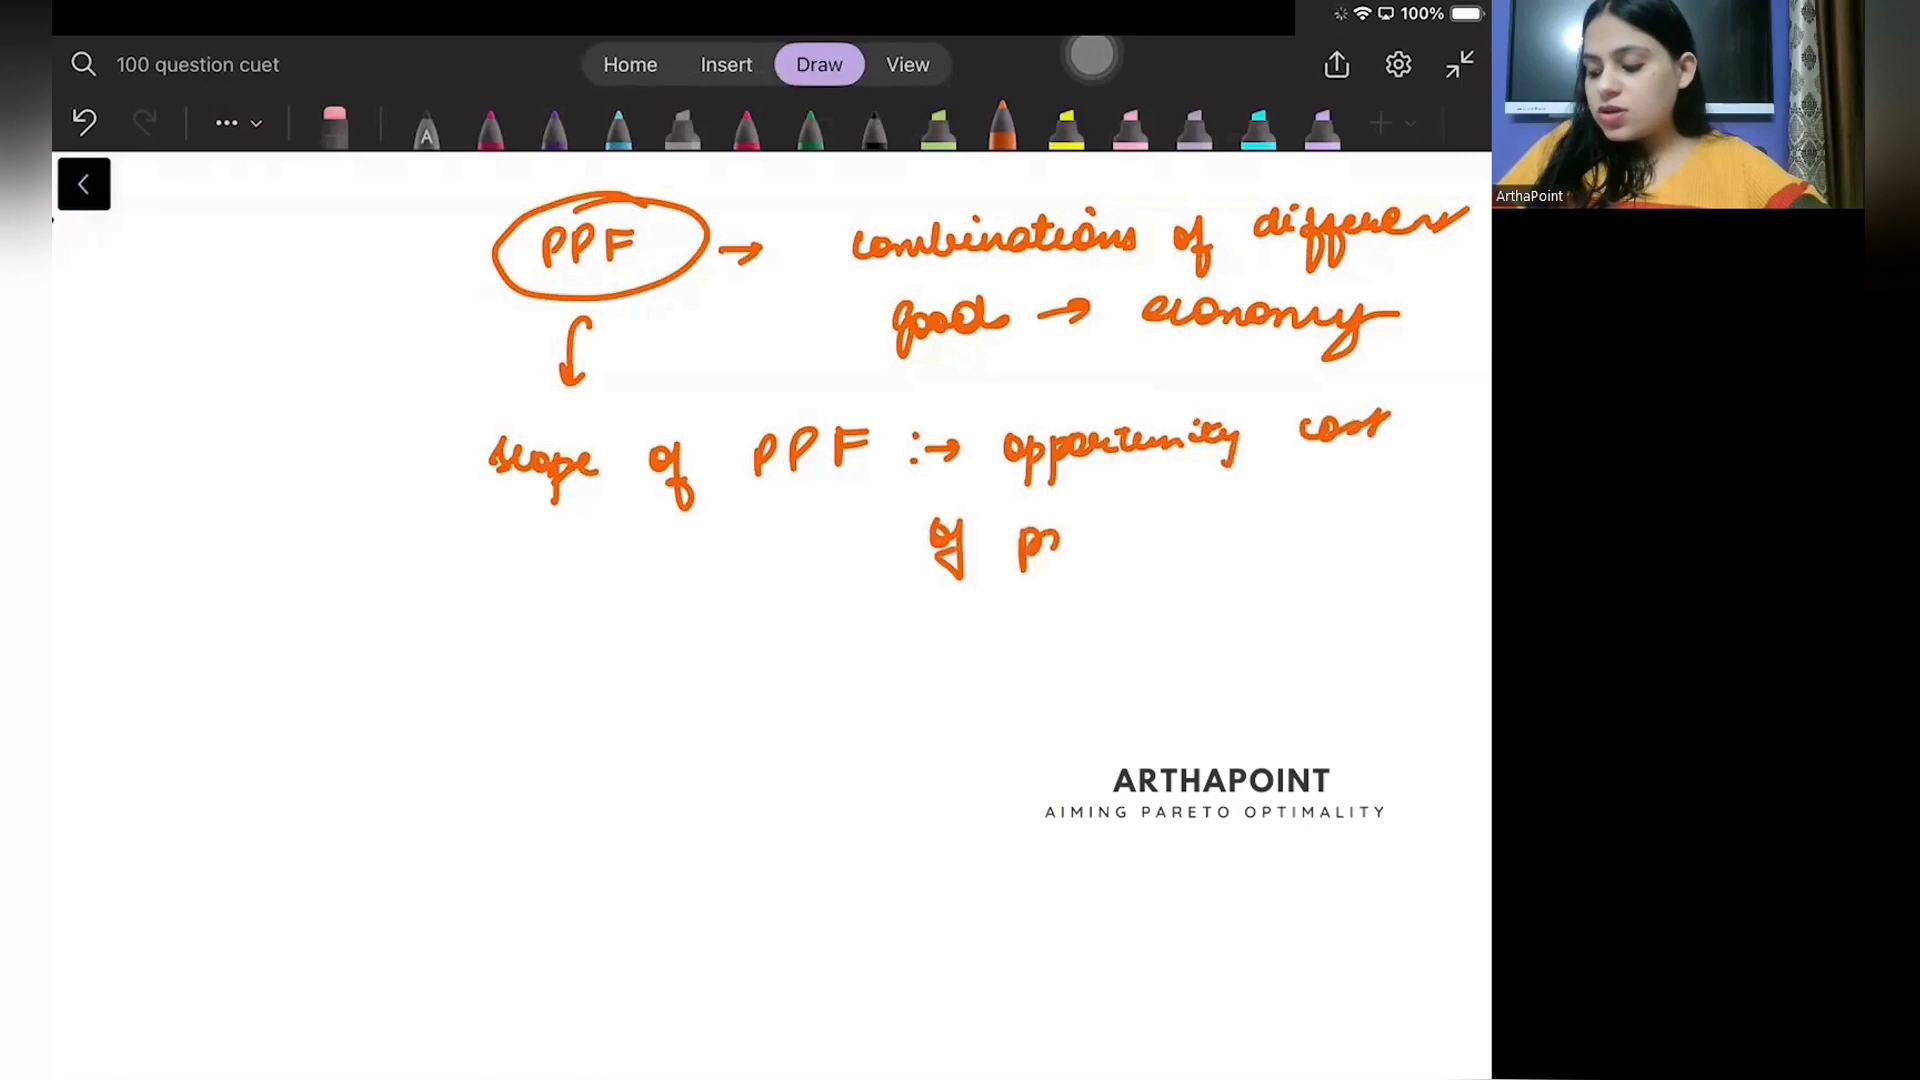 100%
100 question cuet
Home Insert Draw View
A
ArthaPoint
PPF → combinations of different
goods → economy
scope of PPF :→ opportunity cost
of pr
ARTHAPOINT
AIMING PARETO OPTIMALITY